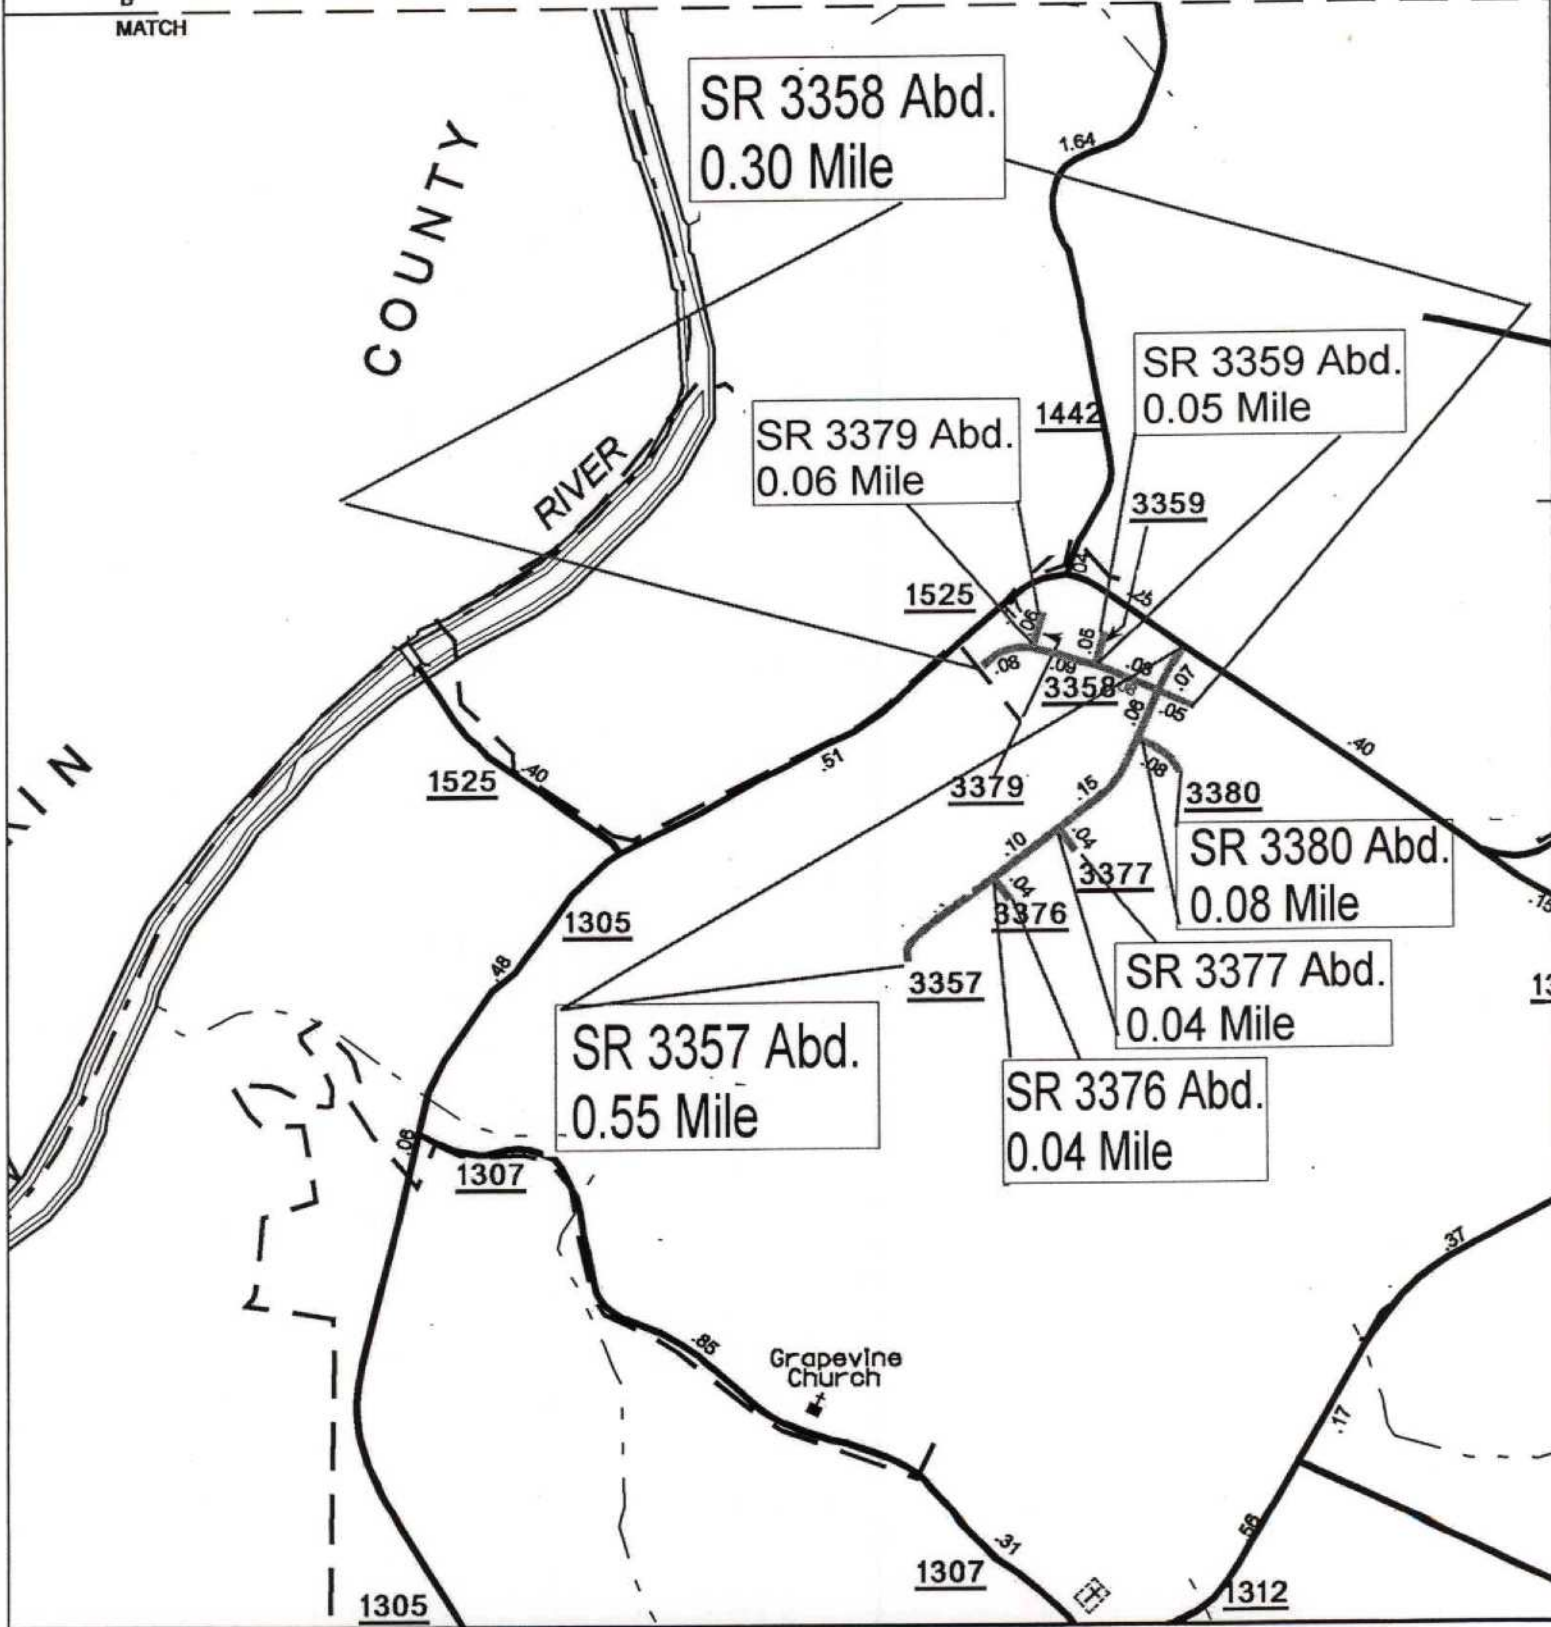 MATCH
SR 3358 Abd.
0.30 Mile
1.64
COUNTY
SR 3359 Abd.
0.05 Mile
1442
SR 3379 Abd.
0.06 Mile
RIVER
3359
1525
.06
.05
.08
.09
.08
.07
3358
.06
.05
.40
.51
1525
.40
3379
.15
.08
3380
.10
.04
SR 3380 Abd.
0.08 Mile
3377
.04
3376
1305
.48
3357
SR 3377 Abd.
0.04 Mile
SR 3357 Abd.
0.55 Mile
SR 3376 Abd.
0.04 Mile
.06
1307
.37
.85
Grapevine
Church
.17
.56
.31
1307
1312
1305